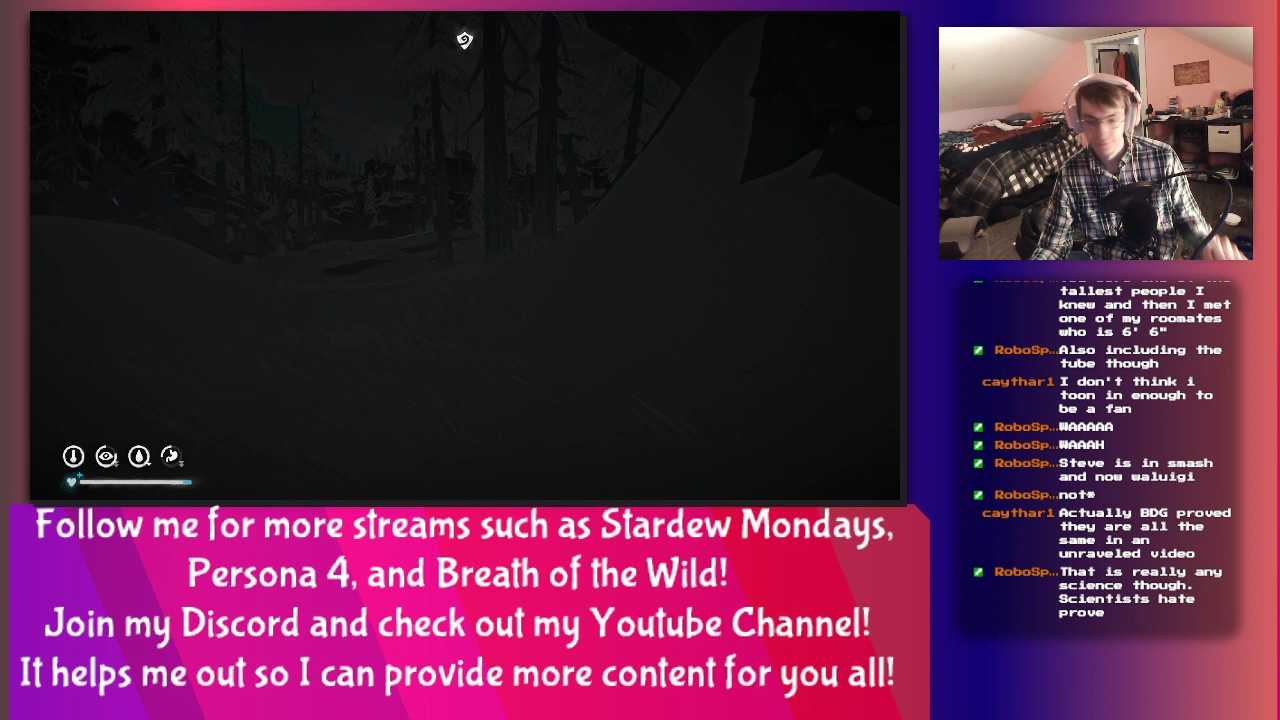 Follow me for more streams such as Stardew Mondays,
Persona 4, and Breath of the Wild!
Join my Discord and check out my Youtube Channel!
It helps me out so I can provide more content for you all!
tallest people I
knew and then I met
one of my roomates
who is 6' 6"
RoboSp... Also including the
tube though
caythar1 I don't think i
toon in enough to
be a fan
RoboSp... WAAAAA
RoboSp... WAAAH
RoboSp... Steve is in smash
and now waluigi
RoboSp... not*
caythar1 Actually BDG proved
they are all the
same in an
unraveled video
RoboSp... That is really any
science though.
Scientists hate
prove